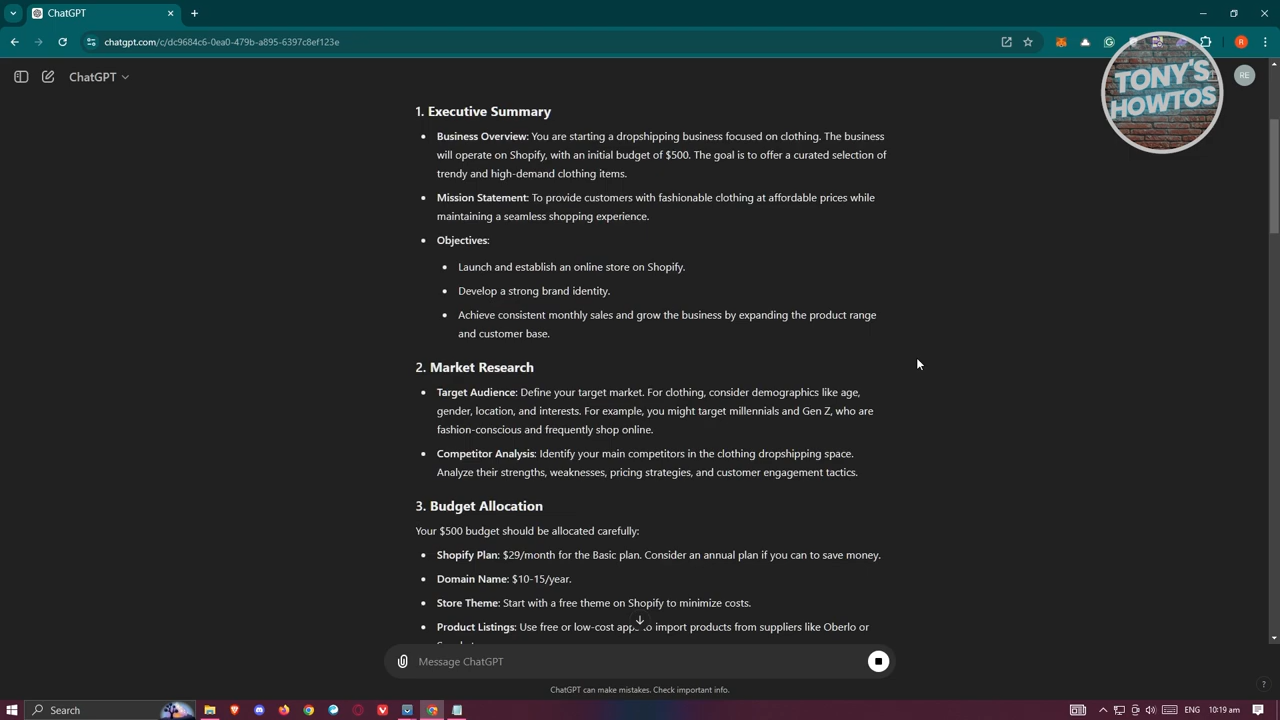 ChatGPT
chatgpt.com/c/dc9684c6-0ea0-479b-a895-6397c8ef123e
ChatGPT
TONY'S
HOWTOS
RE
R
1. Executive Summary
Business Overview: You are starting a dropshipping business focused on clothing. The business
will operate on Shopify, with an initial budget of $500. The goal is to offer a curated selection of
trendy and high-demand clothing items.
Mission Statement: To provide customers with fashionable clothing at affordable prices while
maintaining a seamless shopping experience.
Objectives:
Launch and establish an online store on Shopify.
Develop a strong brand identity.
Achieve consistent monthly sales and grow the business by expanding the product range
and customer base.
2. Market Research
Target Audience: Define your target market. For clothing, consider demographics like age,
gender, location, and interests. For example, you might target millennials and Gen Z, who are
fashion-conscious and frequently shop online.
Competitor Analysis: Identify your main competitors in the clothing dropshipping space.
Analyze their strengths, weaknesses, pricing strategies, and customer engagement tactics.
3. Budget Allocation
Your $500 budget should be allocated carefully:
Shopify Plan: $29/month for the Basic plan. Consider an annual plan if you can to save money.
Domain Name: $10-15/year.
Store Theme: Start with a free theme on Shopify to minimize costs.
Product Listings: Use free or low-cost apps to import products from suppliers like Oberlo or
Message ChatGPT
ChatGPT can make mistakes. Check important info.
?
Search
ENG
10:19 am